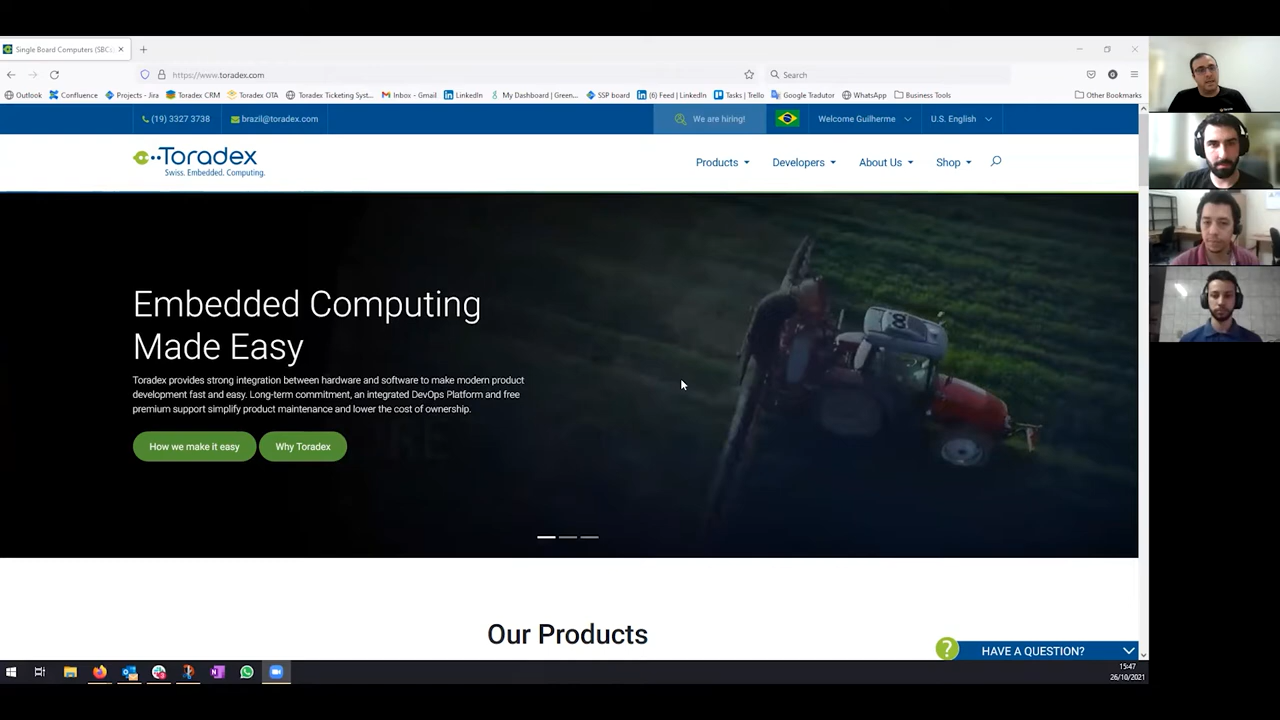 Single Board Computers (SBCs
https://www.toradex.com
Search
Outlook
Confluence
Projects - Jira
Toradex CRM
Toradex OTA
Toradex Ticketing Syst...
Inbox - Gmail
LinkedIn
My Dashboard | Green...
SSP board
(6) Feed | LinkedIn
Tasks | Trello
Google Tradutor
WhatsApp
Business Tools
Other Bookmarks
(19) 3327 3738
brazil@toradex.com
We are hiring!
Welcome Guilherme
U.S. English
Toradex
Swiss. Embedded. Computing.
Products
Developers
About Us
Shop
Embedded Computing
Made Easy
Toradex provides strong integration between hardware and software to make modern product
development fast and easy. Long-term commitment, an integrated DevOps Platform and free
premium support simplify product maintenance and lower the cost of ownership.
How we make it easy
Why Toradex
Our Products
?
HAVE A QUESTION?
15:47
26/10/2021